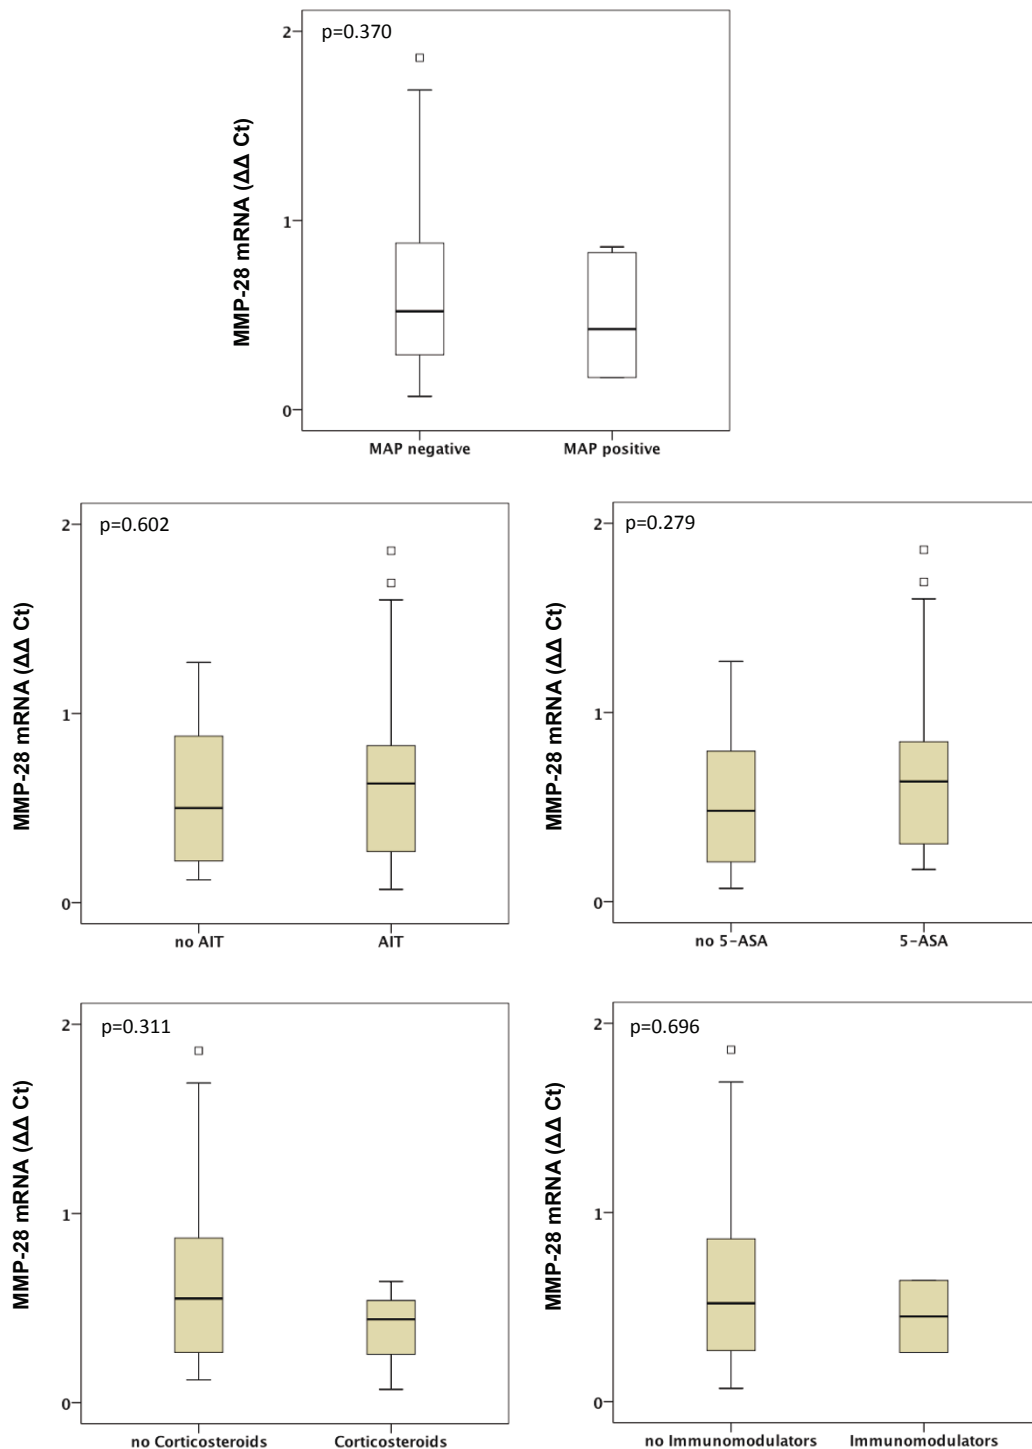 p=0.370
MMP-28 mRNA (ΔΔ Ct)
2
1
0
MAP negative MAP positive
p=0.602
MMP-28 mRNA (ΔΔ Ct)
2
1
0
no AIT AIT
p=0.279
MMP-28 mRNA (ΔΔ Ct)
2
1
0
no 5-ASA 5-ASA
p=0.311
MMP-28 mRNA (ΔΔ Ct)
2
1
0
no Corticosteroids Corticosteroids
p=0.696
MMP-28 mRNA (ΔΔ Ct)
2
1
0
no Immunomodulators Immunomodulators